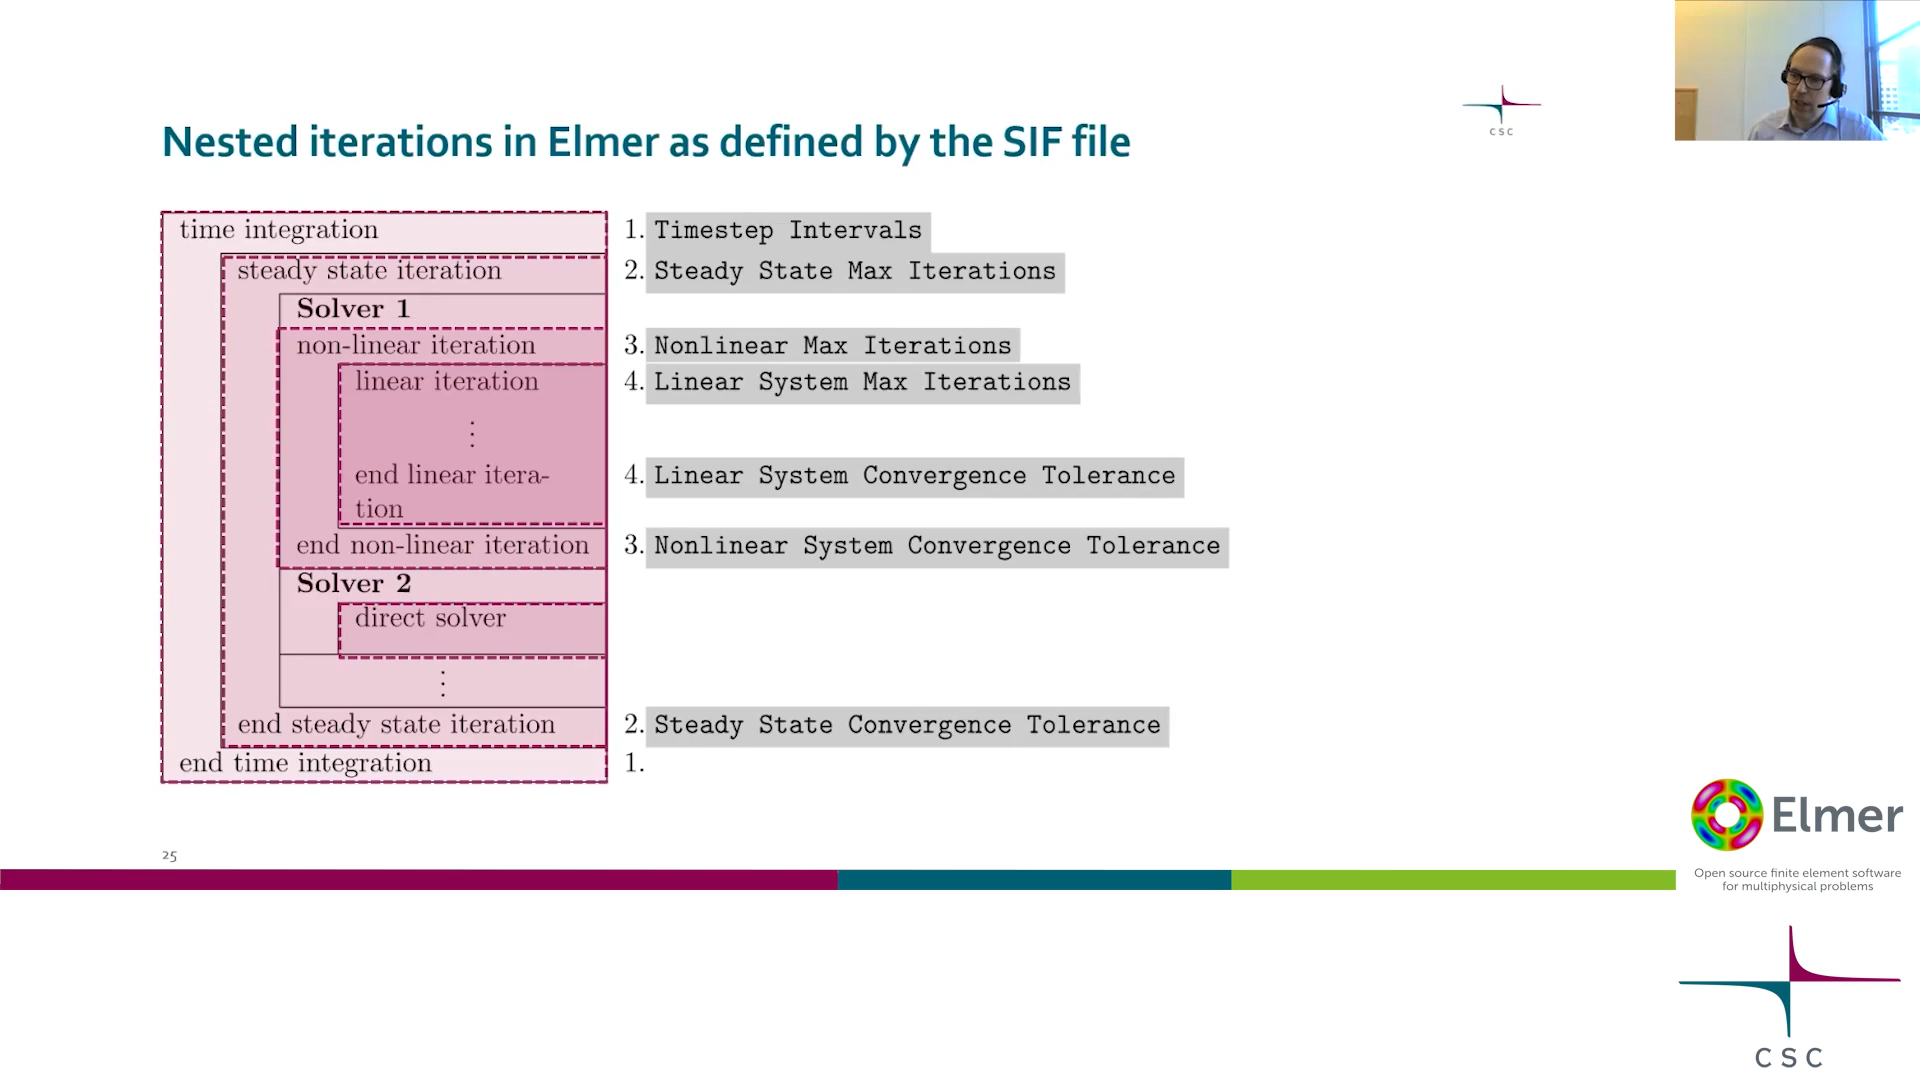 CSC
Nested iterations in Elmer as defined by the SIF file
time integration
1. Timestep Intervals
steady state iteration
2. Steady State Max Iterations
Solver 1
non-linear iteration
3. Nonlinear Max Iterations
linear iteration
4. Linear System Max Iterations
⋮
end linear itera-
tion
4. Linear System Convergence Tolerance
end non-linear iteration
3. Nonlinear System Convergence Tolerance
Solver 2
direct solver
⋮
end steady state iteration
2. Steady State Convergence Tolerance
end time integration
1.
25
Elmer
Open source finite element software
for multiphysical problems
CSC